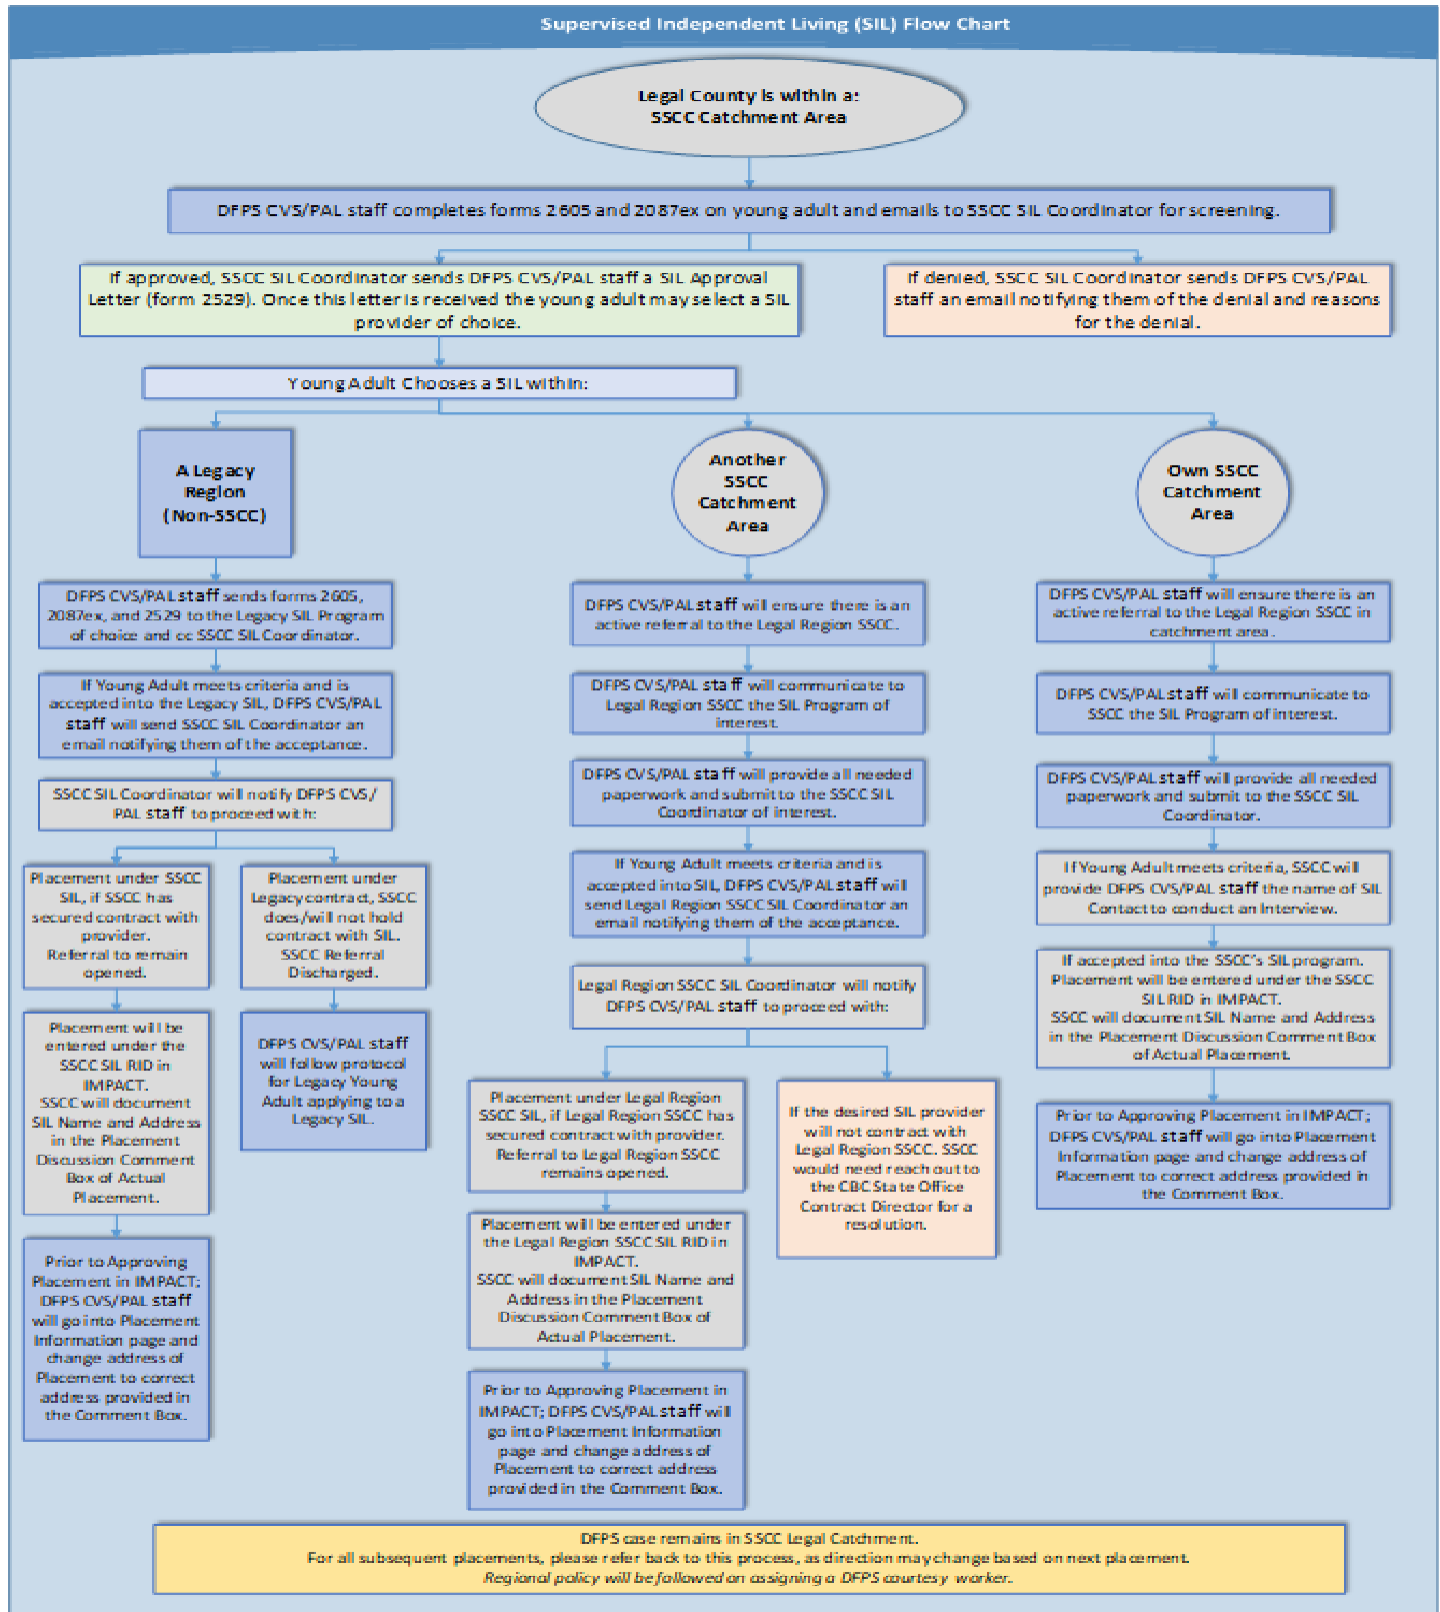 Supervised Independent Living (SIL) Flow Chart
Legal County is within a:
SSCC Catchment Area
DFPS CVS/PAL staff completes forms 2605 and 2087ex on young adult and emails to SSCC SIL Coordinator for screening.
If approved, SSCC SIL Coordinator sends DFPS CVS/PAL staff a SIL Approval
Letter (form 2529). Once this letter is received the young adult may select a SIL
provider of choice.
If denied, SSCC SIL Coordinator sends DFPS CVS/PAL
staff an email notifying them of the denial and reasons
for the denial.
Young Adult Chooses a SIL within:
A Legacy
Region
(Non-SSCC)
DFPS CVS/PAL staff sends forms 2605,
2087ex, and 2529 to the Legacy SIL Program
of choice and cc SSCC SIL Coordinator.
If Young Adult meets criteria and is
accepted into the Legacy SIL, DFPS CVS/PAL
staff will send SSCC SIL Coordinator an
email notifying them of the acceptance.
SSCC SIL Coordinator will notify DFPS CVS/
PAL staff to proceed with:
Placement under SSCC
SIL, if SSCC has
secured contract with
provider.
Referral to remain
opened.
Placement will be
entered under the
SSCC SIL RID in
IMPACT.
SSCC will document
SIL Name and Address
in the Placement
Discussion Comment
Box of Actual
Placement.
Prior to Approving
Placement in IMPACT;
DFPS CVS/PAL staff
will go into Placement
Information page and
change address of
Placement to correct
address provided in
the Comment Box.
Placement under
Legacy contract, SSCC
does/will not hold
contract with SIL.
SSCC Referral
Discharged.
DFPS CVS/PAL staff
will follow protocol
for Legacy Young
Adult applying to a
Legacy SIL.
Another
SSCC
Catchment
Area
DFPS CVS/PAL staff will ensure there is an
active referral to the Legal Region SSCC.
DFPS CVS/PAL staff will communicate to
Legal Region SSCC the SIL Program of
interest.
DFPS CVS/PAL staff will provide all needed
paperwork and submit to the SSCC SIL
Coordinator of interest.
If Young Adult meets criteria and is
accepted into SIL, DFPS CVS/PAL staff will
send Legal Region SSCC SIL Coordinator an
email notifying them of the acceptance.
Legal Region SSCC SIL Coordinator will notify
DFPS CVS/PAL staff to proceed with:
Placement under Legal Region
SSCC SIL, if Legal Region SSCC has
secured contract with provider.
Referral to Legal Region SSCC
remains opened.
Placement will be entered under
the Legal Region SSCC SIL RID in
IMPACT.
SSCC will document SIL Name and
Address in the Placement
Discussion Comment Box of
Actual Placement.
Prior to Approving Placement in
IMPACT; DFPS CVS/PAL staff will
go into Placement Information
page and change address of
Placement to correct address
provided in the Comment Box.
If the desired SIL provider
will not contract with
Legal Region SSCC. SSCC
would need reach out to
the CBC State Office
Contract Director for a
resolution.
Own SSCC
Catchment
Area
DFPS CVS/PAL staff will ensure there is an
active referral to the Legal Region SSCC in
catchment area.
DFPS CVS/PAL staff will communicate to
SSCC the SIL Program of interest.
DFPS CVS/PAL staff will provide all needed
paperwork and submit to the SSCC SIL
Coordinator.
If Young Adult meets criteria, SSCC will
provide DFPS CVS/PAL staff the name of SIL
Contact to conduct an Interview.
If accepted into the SSCC's SIL program.
Placement will be entered under the SSCC
SIL RID in IMPACT.
SSCC will document SIL Name and Address
in the Placement Discussion Comment Box
of Actual Placement.
Prior to Approving Placement in IMPACT;
DFPS CVS/PAL staff will go into Placement
Information page and change address of
Placement to correct address provided in
the Comment Box.
DFPS case remains in SSCC Legal Catchment.
For all subsequent placements, please refer back to this process, as direction may change based on next placement.
Regional policy will be followed on assigning a DFPS courtesy worker.